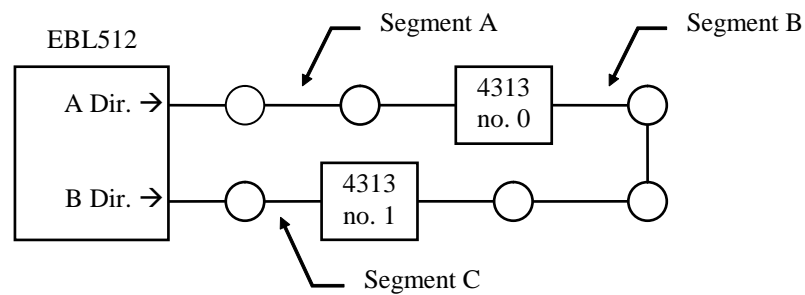 Segment A
Segment B
EBL512
A Dir. →
4313
no. 0
B Dir. →
4313
no. 1
Segment C